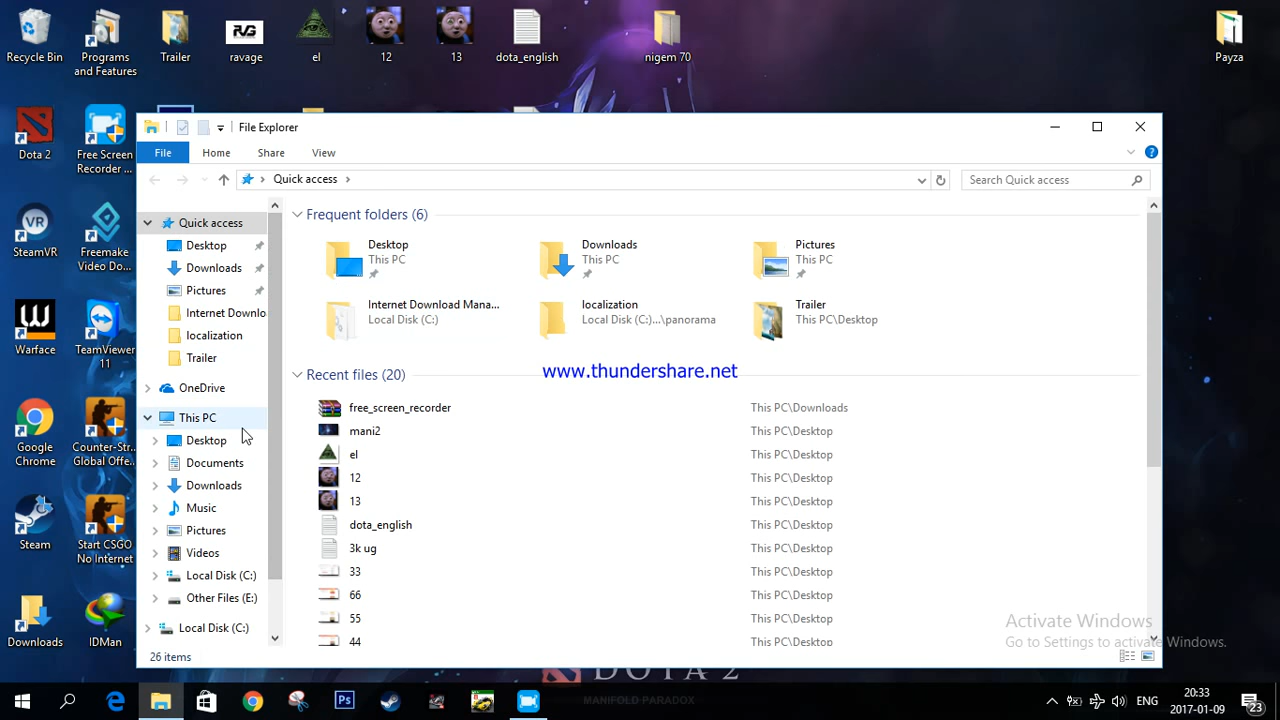 Recycle Bin
Programs
and Features
Trailer
ravage
el
12
13
dota_english
nigem 70
Payza
Dota 2
Free Screen
Recorder ...
SteamVR
Freemake
Video Do...
Warface
TeamViewer
11
Google
Chrome
Counter-Str...
Global Offe...
Steam
Start CSGO
No Internet
Downloads
IDMan
File Explorer
File
Home
Share
View
Quick access
Search Quick access
Quick access
Desktop
Downloads
Pictures
Internet Downlo
localization
Trailer
OneDrive
This PC
Desktop
Documents
Downloads
Music
Pictures
Videos
Local Disk (C:)
Other Files (E:)
Local Disk (C:)
Frequent folders (6)
Desktop
This PC
Downloads
This PC
Pictures
This PC
Internet Download Mana...
Local Disk (C:)
localization
Local Disk (C:)...\panorama
Trailer
This PC\Desktop
www.thundershare.net
Recent files (20)
free_screen_recorder This PC\Downloads
mani2 This PC\Desktop
el This PC\Desktop
12 This PC\Desktop
13 This PC\Desktop
dota_english This PC\Desktop
3k ug This PC\Desktop
33 This PC\Desktop
66 This PC\Desktop
55 This PC\Desktop
44 This PC\Desktop
26 items
Activate Windows
Go to Settings to activate Windows.
DOTA 2
MANIFOLD PARADOX
Ps
ENG
20:33
2017-01-09
23